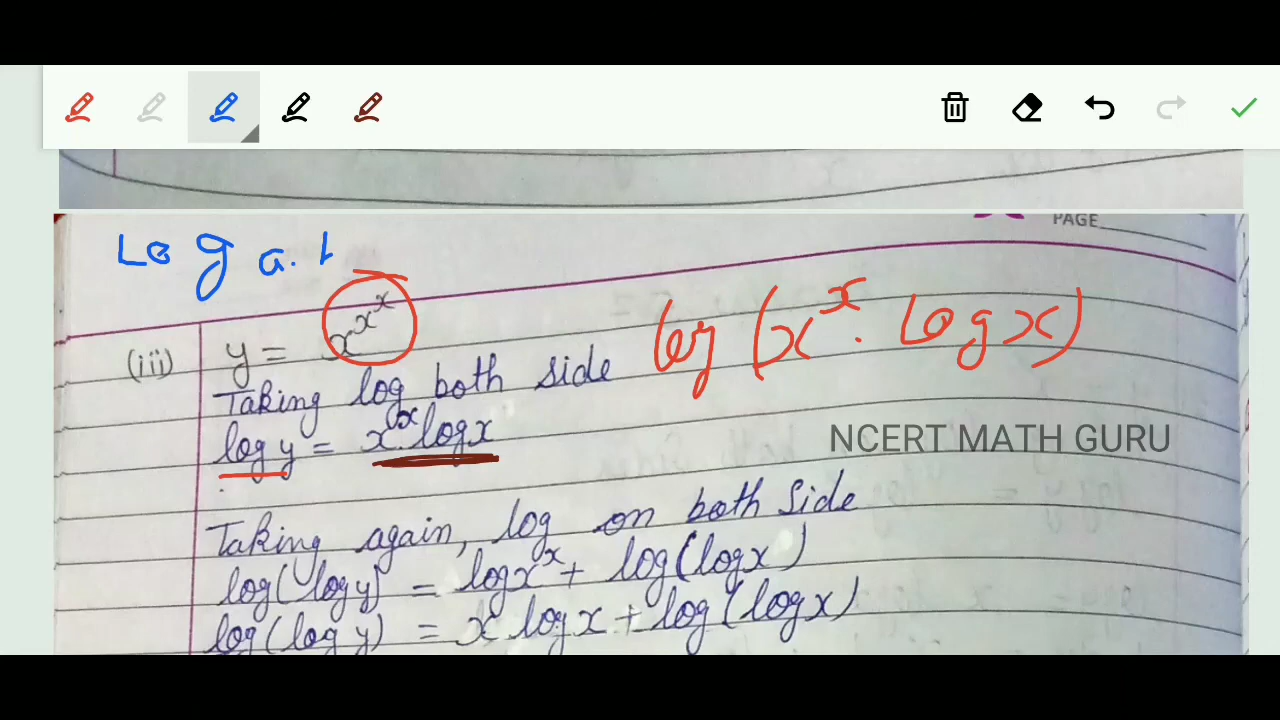 PAGE
Log a. b
(iii) y = x^x^x
log (x^x . log x)
Taking log both side
log y = x^x log x
NCERT MATH GURU
Taking again, log on both side
log(log y) = log x^x + log(log x)
log(log y) = x log x + log(log x)